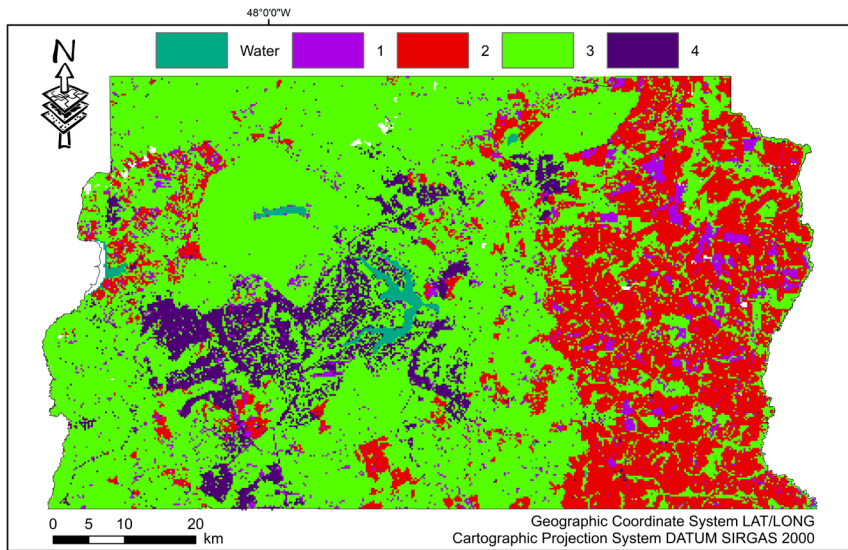 48°0'0"W
Water 1 2 3 4
N
0 5 10 20
km
Geographic Coordinate System LAT/LONG
Cartographic Projection System DATUM SIRGAS 2000